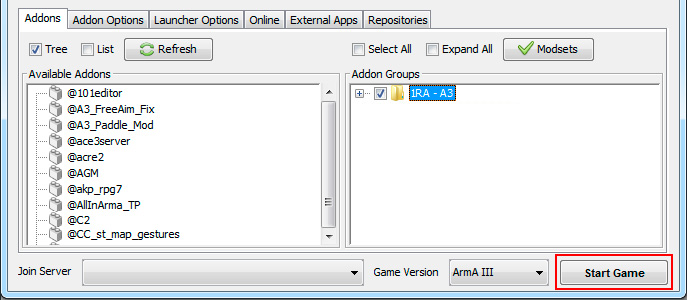 Addons Addon Options Launcher Options Online External Apps Repositories
Tree List Refresh Select All Expand All Modsets
Available Addons
@101editor
@A3_FreeAim_Fix
@A3_Paddle_Mod
@ace3server
@acre2
@AGM
@akp_rpg7
@AllInArma_TP
@C2
@CC_st_map_gestures
Addon Groups
1RA - A3
Join Server Game Version ArmA III Start Game